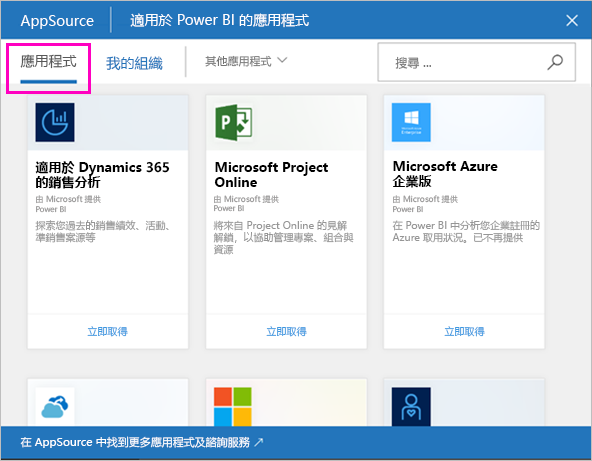 AppSource
適用於 Power BI 的應用程式
應用程式
我的組織
其他應用程式
搜尋 ...
適用於 Dynamics 365
的銷售分析
由 Microsoft 提供
Power BI
探索您過去的銷售績效、活動、
準銷售案源等
立即取得
Microsoft Project
Online
由 Microsoft 提供
Power BI
將來自 Project Online 的見解
解鎖，以協助管理專案、組合與
資源
立即取得
Microsoft Azure
企業版
由 Microsoft 提供
Power BI
在 Power BI 中分析您企業註冊的
Azure 取用狀況。已不再提供
立即取得
在 AppSource 中找到更多應用程式及諮詢服務